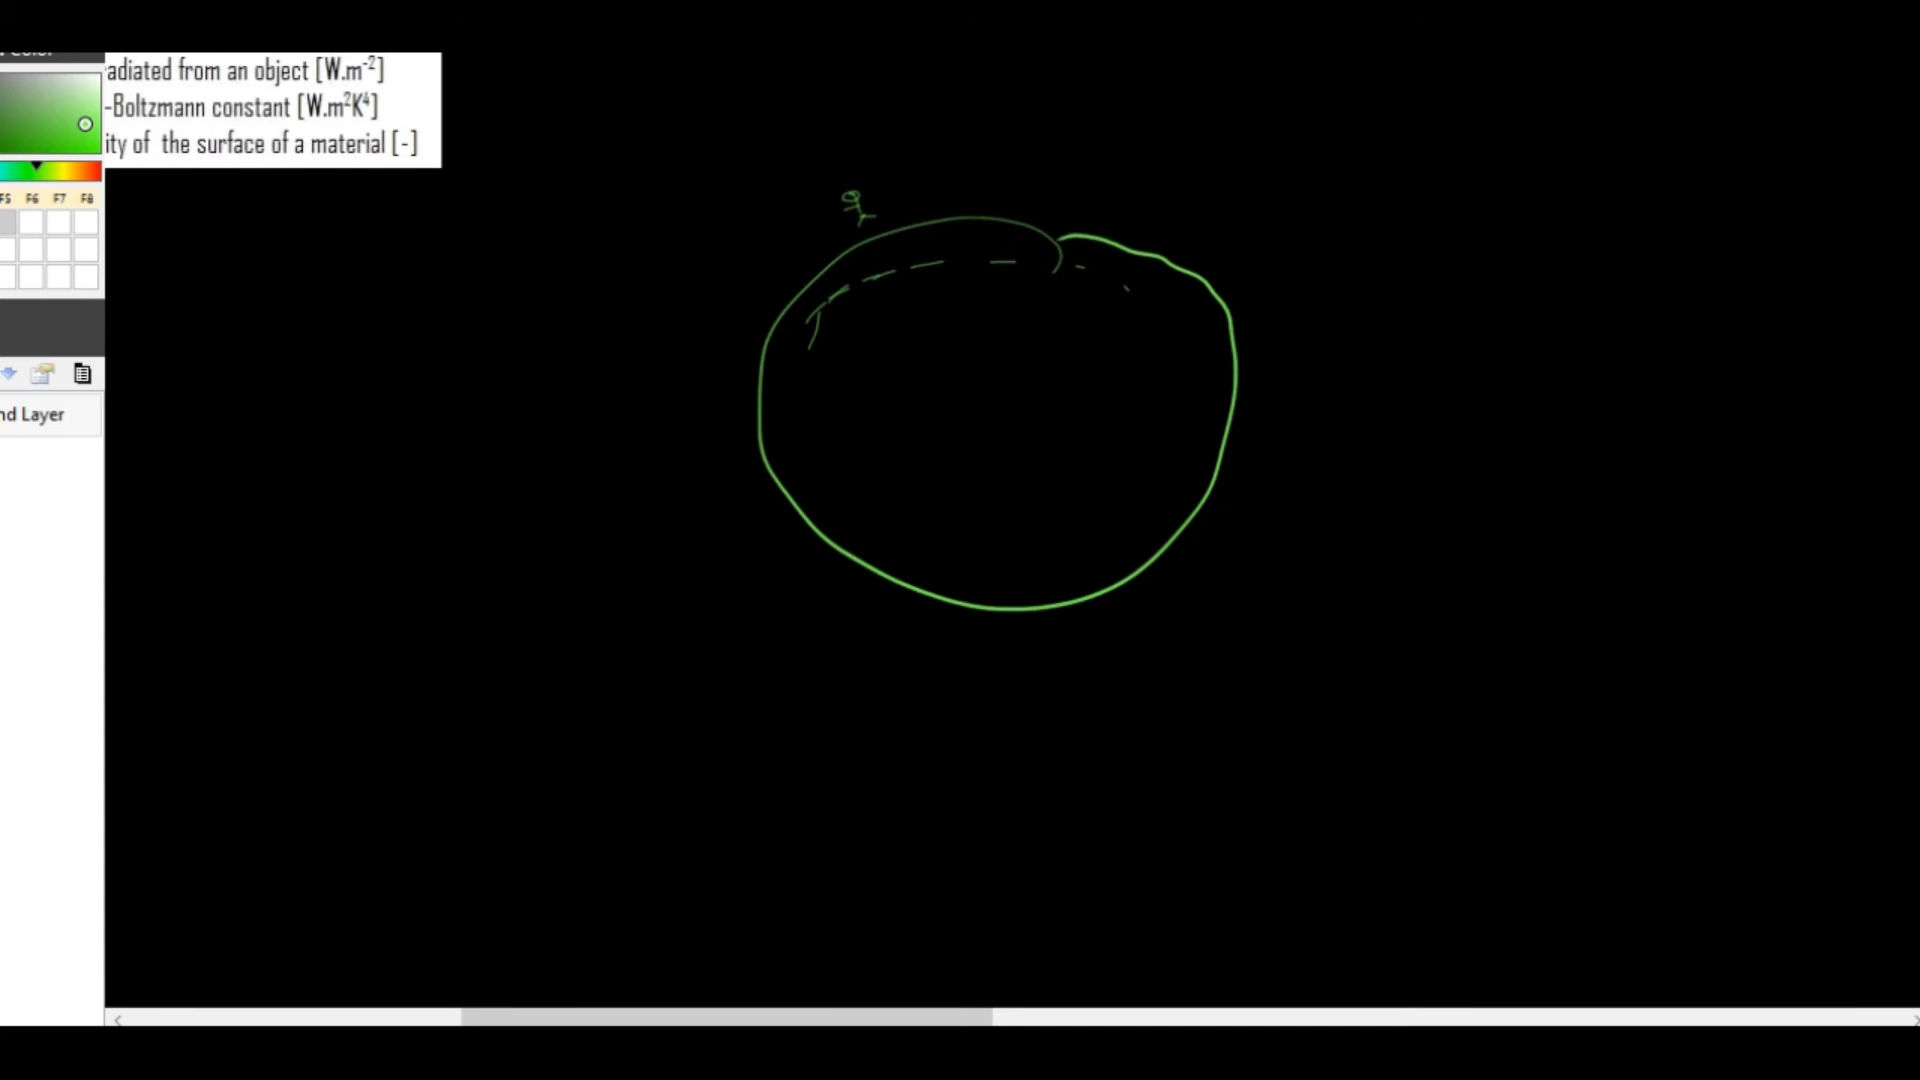 adiated from an object [W.m-2]
-Boltzmann constant [W.m2K4]
ity of the surface of a material [-]
F5 F6 F7 F8
nd Layer